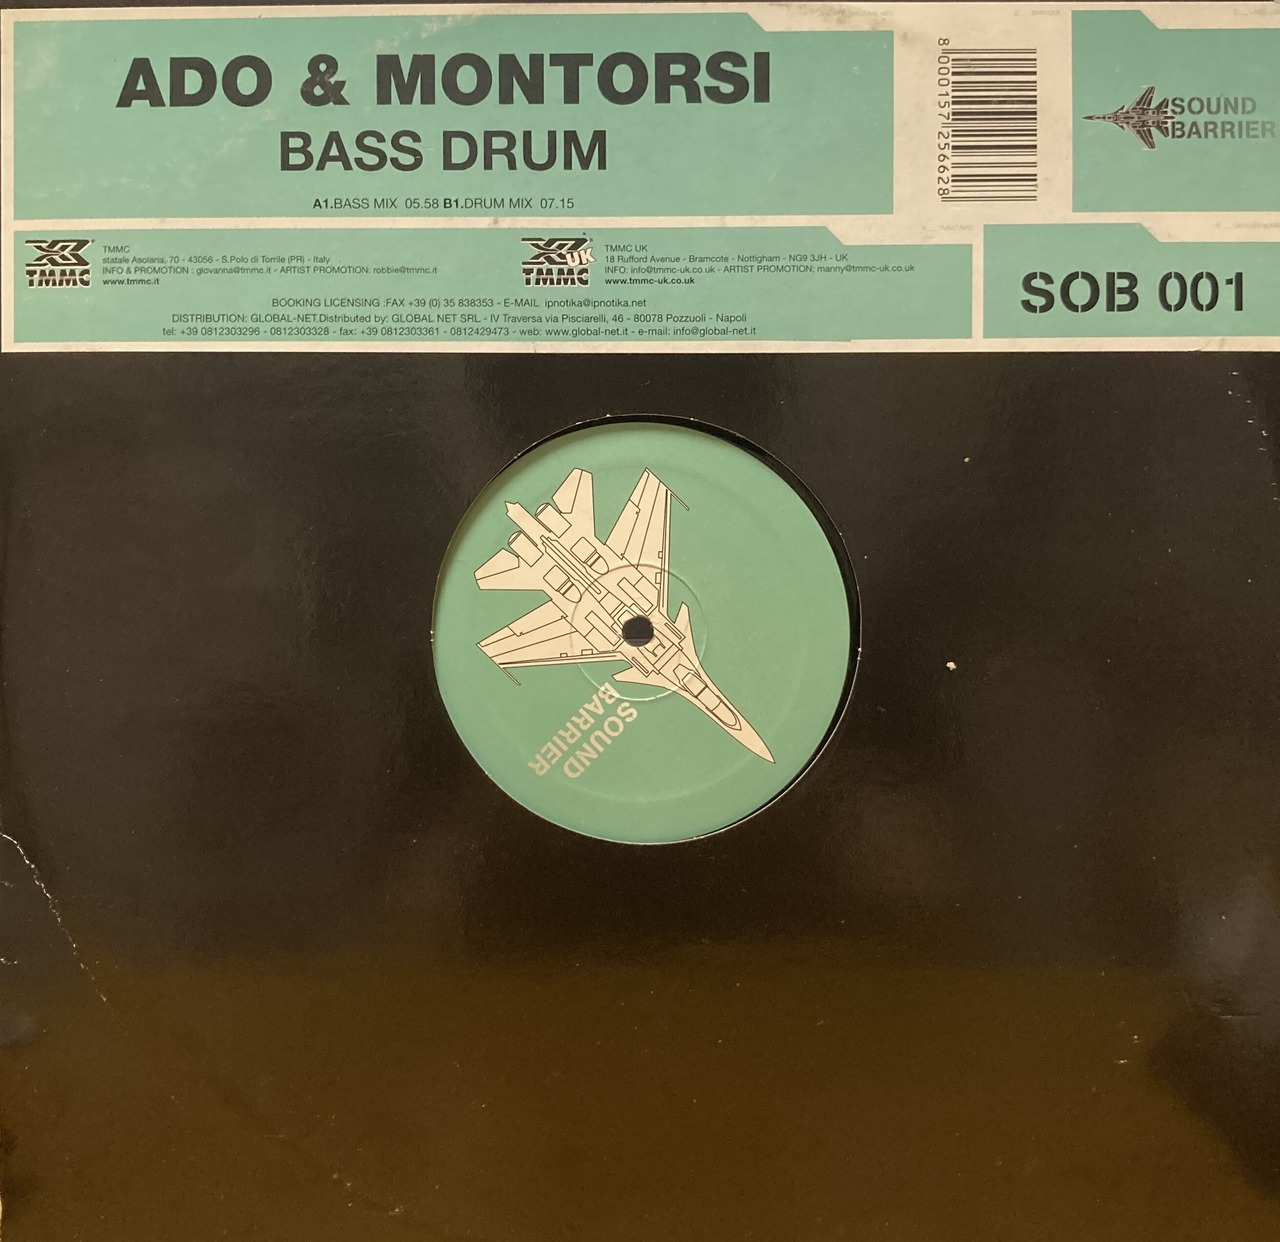 ADO & MONTORSI
BASS DRUM
A1.BASS MIX 05.58 B1.DRUM MIX 07.15
8 000157 256628
SOUND
BARRIER
TMMC
TMMC
statale Asolana, 70 - 43056 - S.Polo di Torrile (PR) - Italy
INFO & PROMOTION : giovanna@tmmc.it - ARTIST PROMOTION: robbie@tmmc.it
www.tmmc.it
UK
TMMC
TMMC UK
18 Rufford Avenue - Bramcote - Nottigham - NG9 3JH - UK
INFO: info@tmmc-uk.co.uk - ARTIST PROMOTION: manny@tmmc-uk.co.uk
www.tmmc-uk.co.uk
BOOKING LICENSING :FAX +39 (0) 35 838353 - E-MAIL ipnotika@ipnotika.net
DISTRIBUTION: GLOBAL-NET.Distributed by: GLOBAL NET SRL - IV Traversa via Pisciarelli, 46 - 80078 Pozzuoli - Napoli
tel: +39 0812303296 - 0812303328 - fax: +39 0812303361 - 0812429473 - web: www.global-net.it - e-mail: info@global-net.it
SOB 001
SOUND
BARRIER